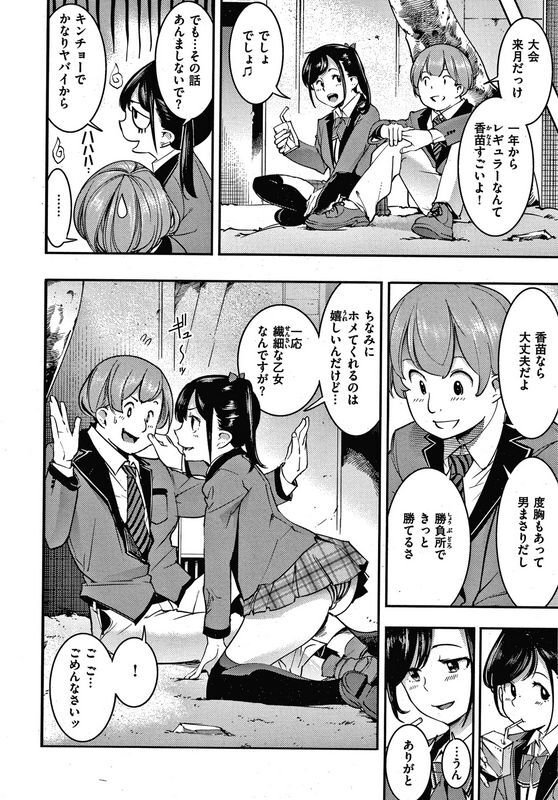 大会
来月だっけ
一年から
レギュラーなんて
香苗すごいよ！
でしょ
でしょ♪
でも…その話
あんましないで？
キンチョーで
かなりヤバイから
ハハハ…
………
香苗なら
大丈夫だよ
度胸もあって
男まさりだし
勝負所で
きっと
勝てるさ
…うん
ありがと
ちなみに
ホメてくれるのは
嬉しいんだけど…
一応
繊細な乙女
なんですが？
ギュ〜ッ
！
ご ご…
ごめんなさいッ